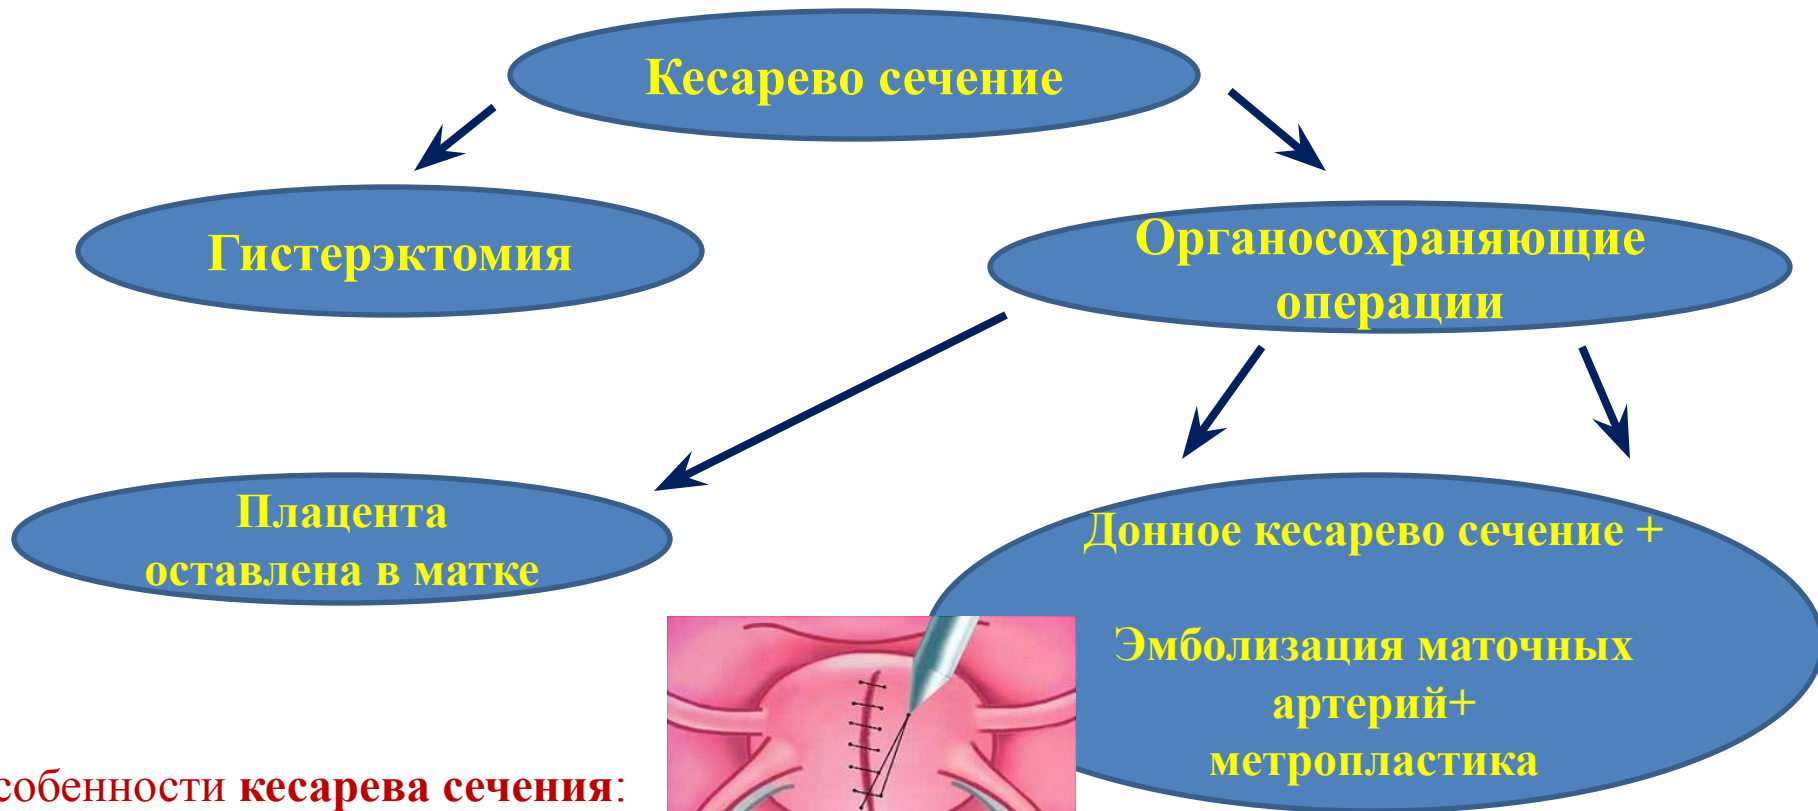 Кесарево сечение
Гистерэктомия
Органосохраняющие
операции
Плацента
оставлена в матке
Донное кесарево сечение +
Эмболизация маточных
артерий+
метропластика
собенности кесарева сечения: